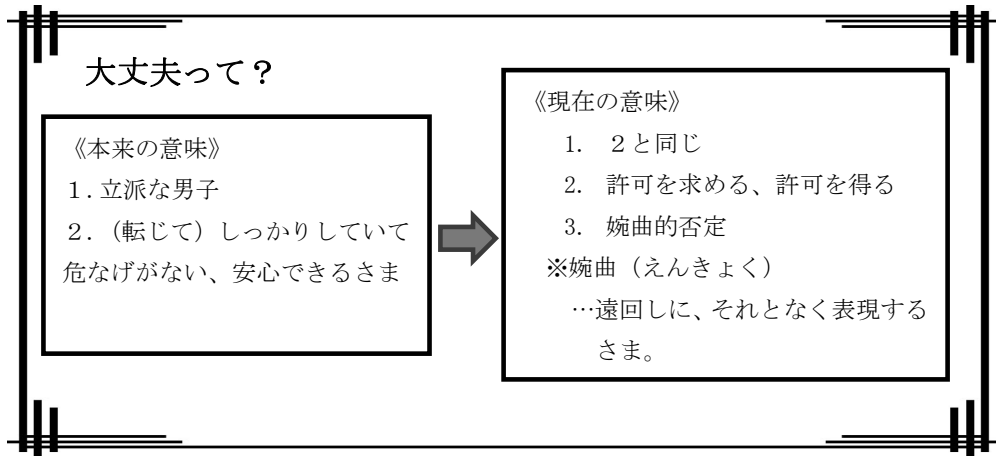 大丈夫って？
《本来の意味》
１.立派な男子
２．（転じて）しっかりしていて
危なげがない、安心できるさま
《現在の意味》
1. ２と同じ
2. 許可を求める、許可を得る
3. 婉曲的否定
※婉曲（えんきょく）
…遠回しに、それとなく表現する
さま。